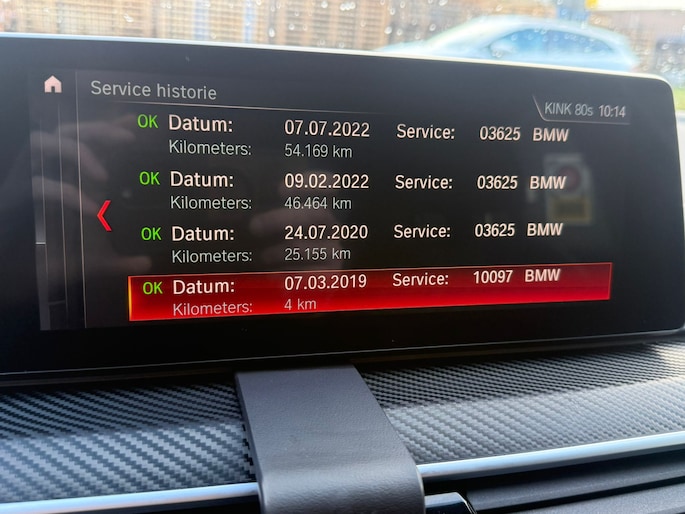 Service historie
KINK 80s 10:14
OK Datum: 07.07.2022 Service: 03625 BMW
Kilometers: 54.169 km
OK Datum: 09.02.2022 Service: 03625 BMW
Kilometers: 46.464 km
OK Datum: 24.07.2020 Service: 03625 BMW
Kilometers: 25.155 km
OK Datum: 07.03.2019 Service: 10097 BMW
Kilometers: 4 km